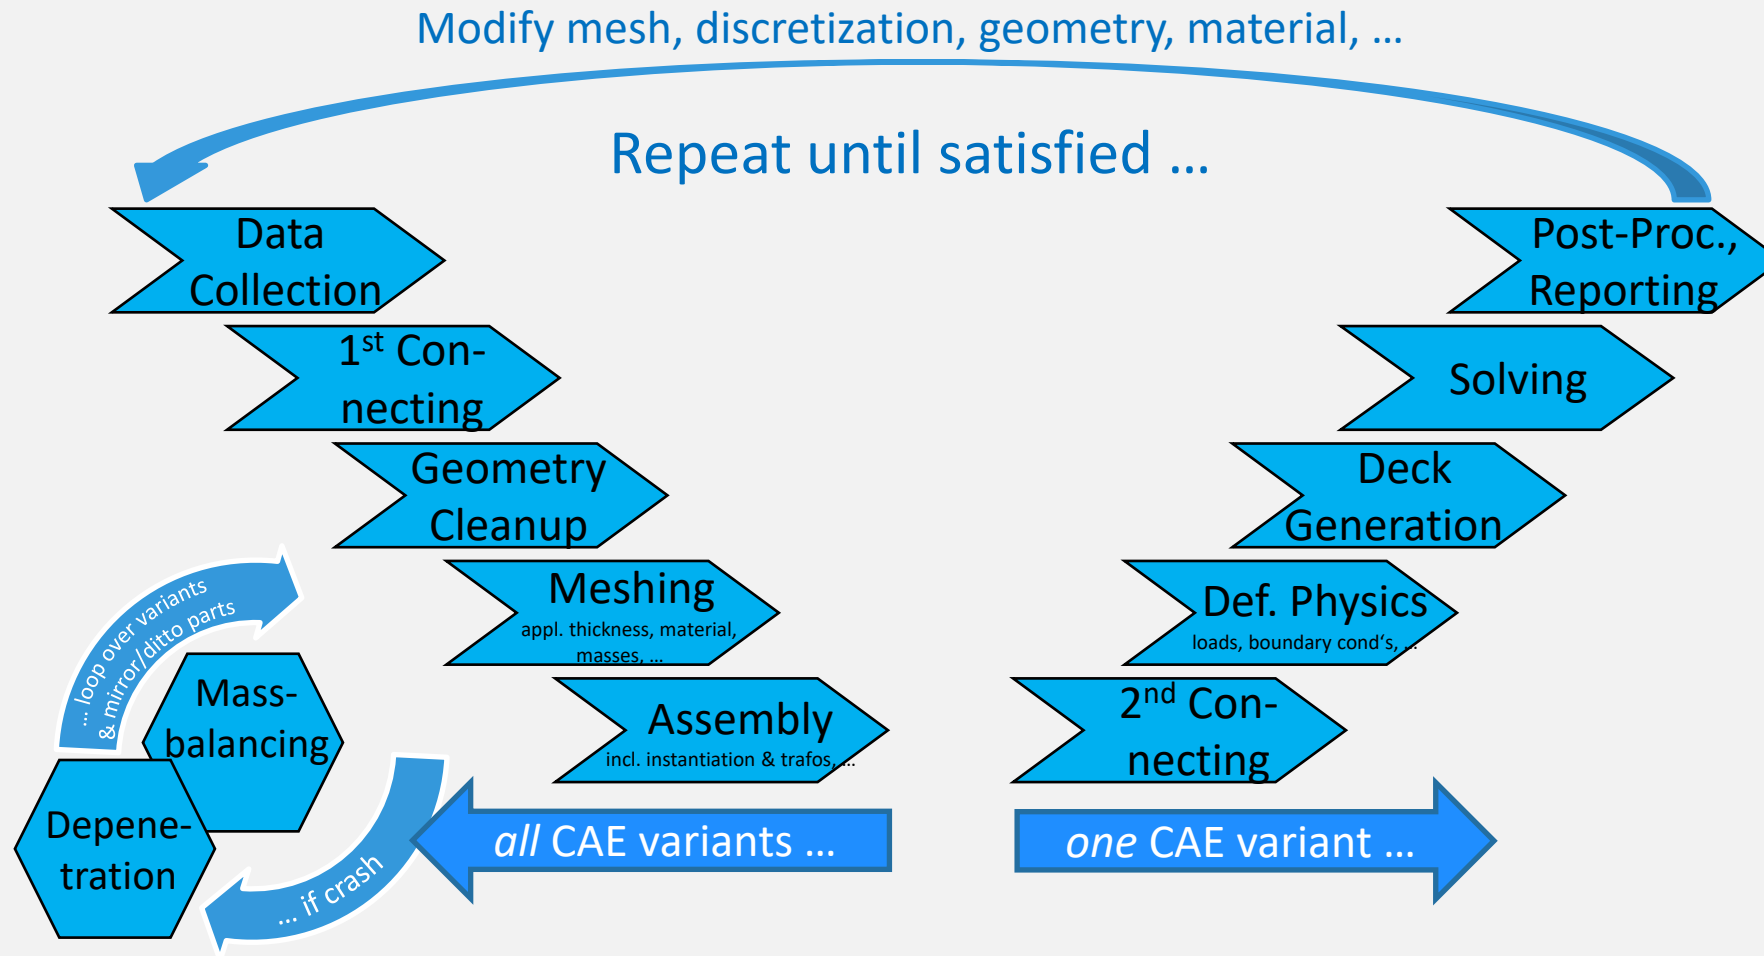 Modify mesh, discretization, geometry, material, ...
Repeat until satisfied ...
Data
Collection
1st Con-
necting
Geometry
Cleanup
Meshing
appl. thickness, material,
masses, ...
Assembly
incl. instantiation & trafos, ...
2nd Con-
necting
Def. Physics
loads, boundary cond‘s, ...
Deck
Generation
Solving
Post-Proc.,
Reporting
... loop over variants
& mirror/ditto parts
Mass-
balancing
Depene-
tration
... if crash
all CAE variants ...
one CAE variant ...